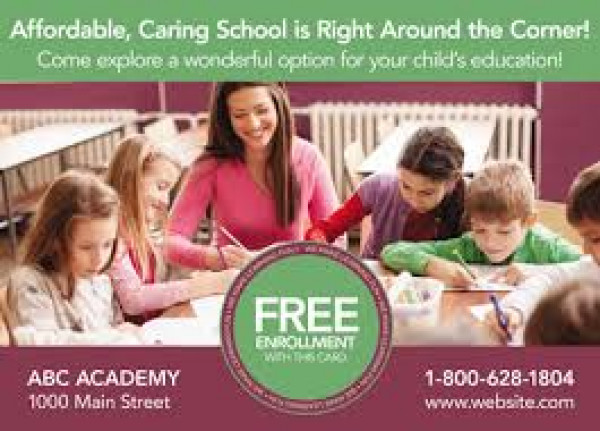 Affordable, Caring School is Right Around the Corner!
Come explore a wonderful option for your child's education!
FREE
ENROLLMENT
WITH THIS CARD
ABC ACADEMY
1000 Main Street
1-800-628-1804
www.website.com